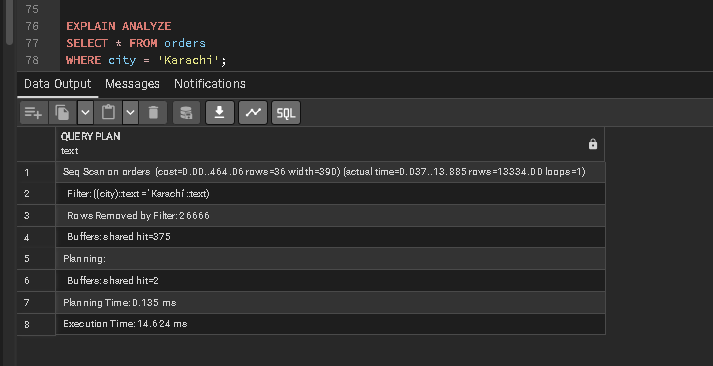 75
76 EXPLAIN ANALYZE
77 SELECT * FROM orders
78 WHERE city = 'Karachi';
Data Output Messages Notifications
SQL
QUERY PLAN
text
1 Seq Scan on orders (cost=0.00..464.06 rows=36 width=390) (actual time=0.037..13.885 rows=13334.00 loops=1)
2 Filter: ((city)::text = 'Karachi'::text)
3 Rows Removed by Filter: 26666
4 Buffers: shared hit=375
5 Planning:
6 Buffers: shared hit=2
7 Planning Time: 0.135 ms
8 Execution Time: 14.624 ms